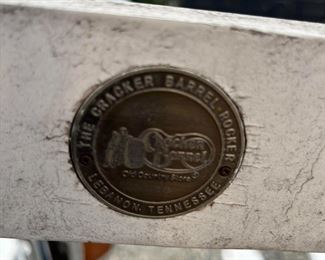 THE CRACKER BARREL-ROCKER
Cracker
Barrel
Old Country Store
LEBANON, TENNESSEE